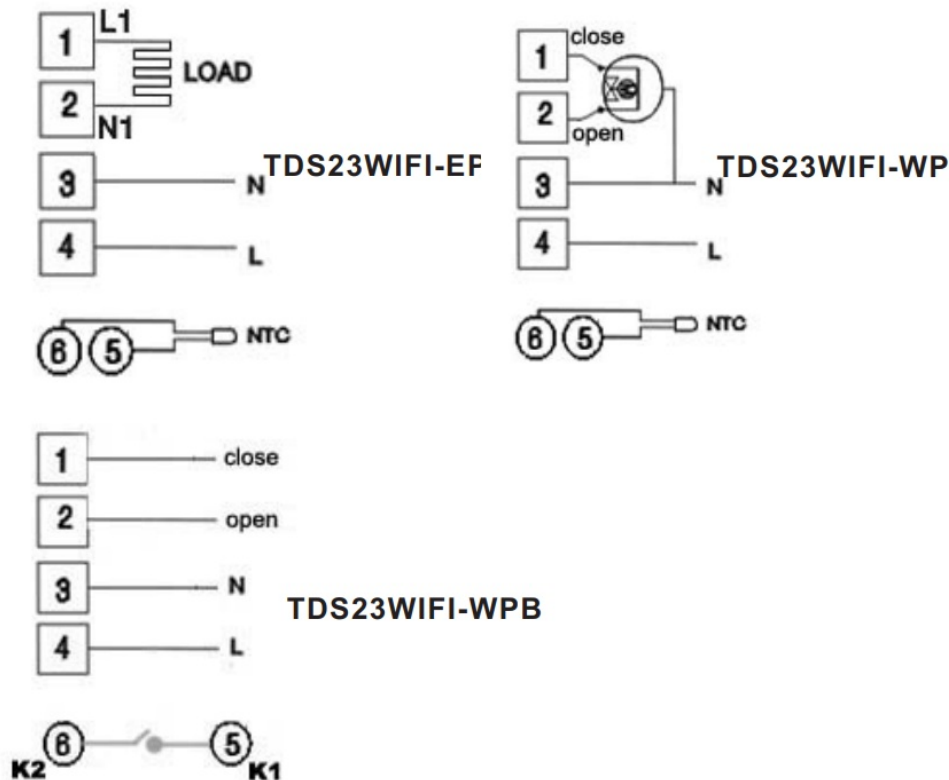 1 L1
LOAD
2 N1
3 N
4 L
TDS23WIFI-EP
6 5 NTC
1 close
2 open
3 N
4 L
TDS23WIFI-WP
6 5 NTC
1 close
2 open
3 N
4 L
TDS23WIFI-WPB
6 5
K2 K1